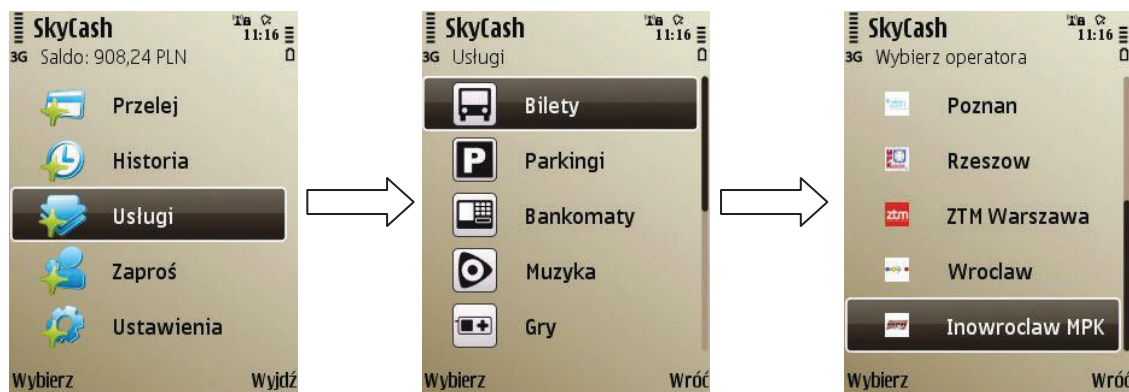 SkyCash
11:16
3G Saldo: 908,24 PLN
Przelej
Historia
Usługi
Zaproś
Ustawienia
Wybierz Wyjdź
SkyCash
11:16
3G Usługi
Bilety
P Parkingi
Bankomaty
Muzyka
Gry
Wybierz Wróć
SkyCash
11:16
3G Wybierz operatora
Poznan
Rzeszow
ztm ZTM Warszawa
Wroclaw
Inowroclaw MPK
Wybierz Wróć